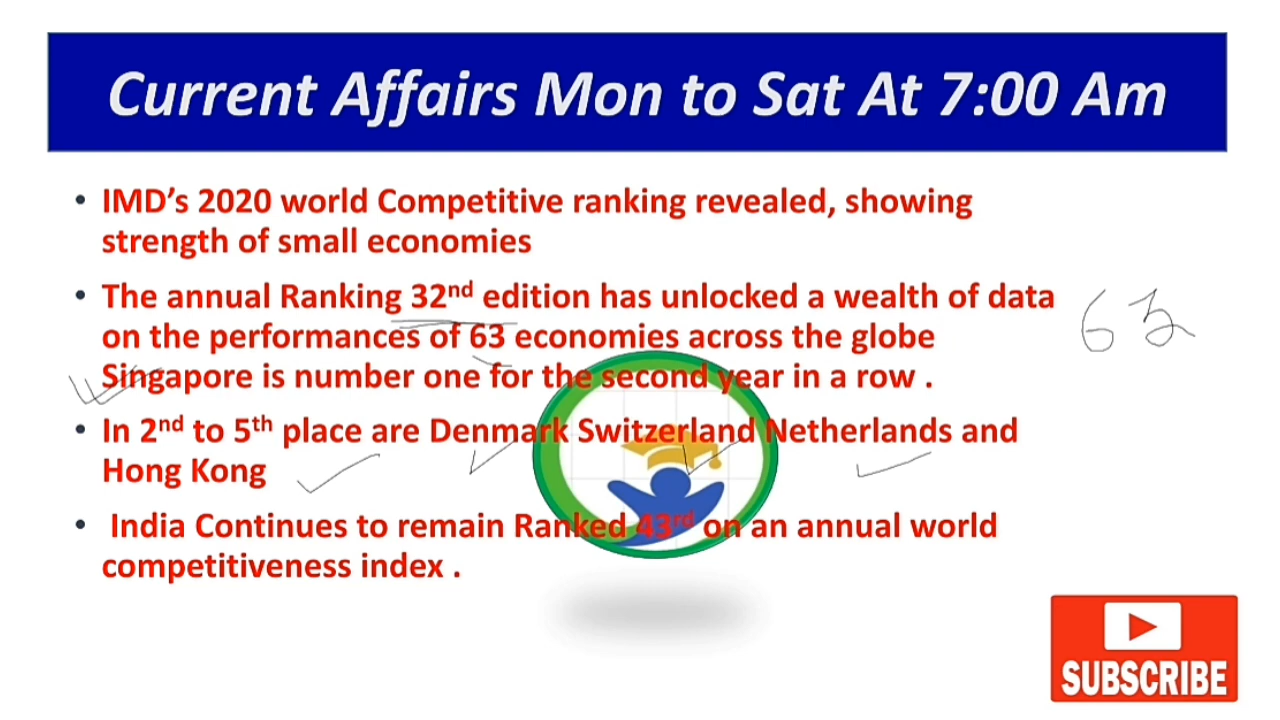 Current Affairs Mon to Sat At 7:00 Am
• IMD’s 2020 world Competitive ranking revealed, showing
strength of small economies
• The annual Ranking 32nd edition has unlocked a wealth of data
on the performances of 63 economies across the globe
63
Singapore is number one for the second year in a row .
• In 2nd to 5th place are Denmark Switzerland Netherlands and
Hong Kong
• India Continues to remain Ranked 43rd on an annual world
competitiveness index .
SUBSCRIBE